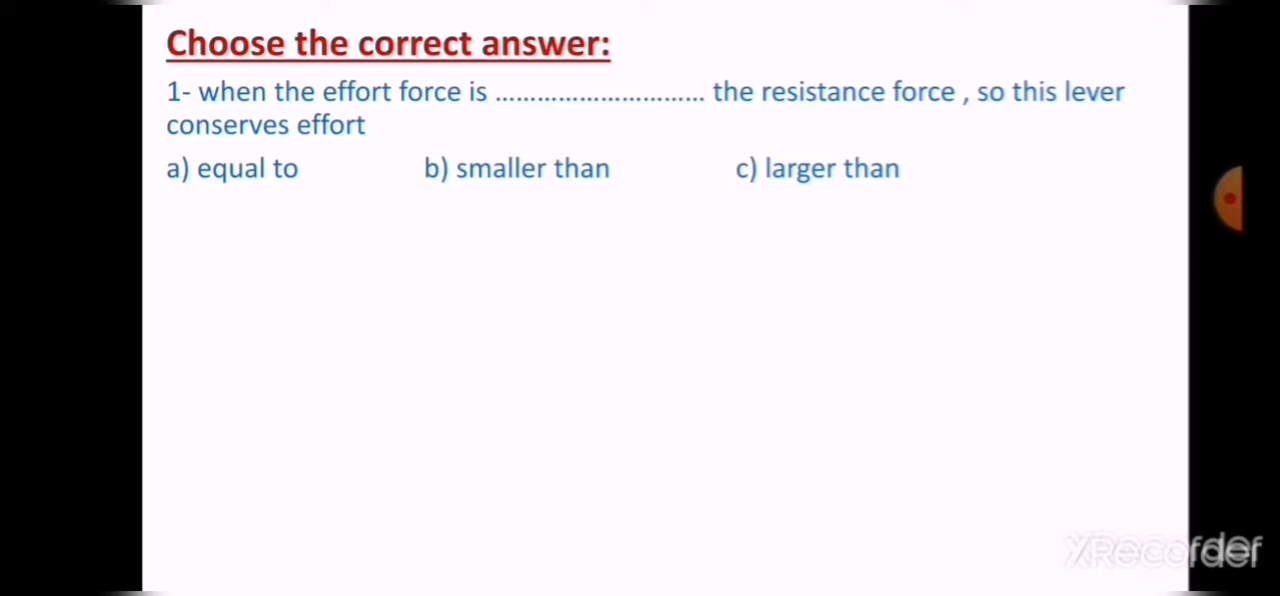 Choose the correct answer:
1- when the effort force is ............................. the resistance force , so this lever
conserves effort
a) equal to b) smaller than c) larger than
XRecorder